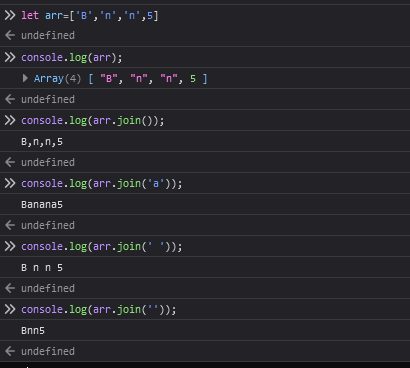 » let arr=['B','n','n',5]
← undefined
» console.log(arr);
▶ Array(4) [ "B", "n", "n", 5 ]
← undefined
» console.log(arr.join());
B,n,n,5
← undefined
» console.log(arr.join('a'));
Banana5
← undefined
» console.log(arr.join(' '));
B n n 5
← undefined
» console.log(arr.join(''));
Bnn5
← undefined